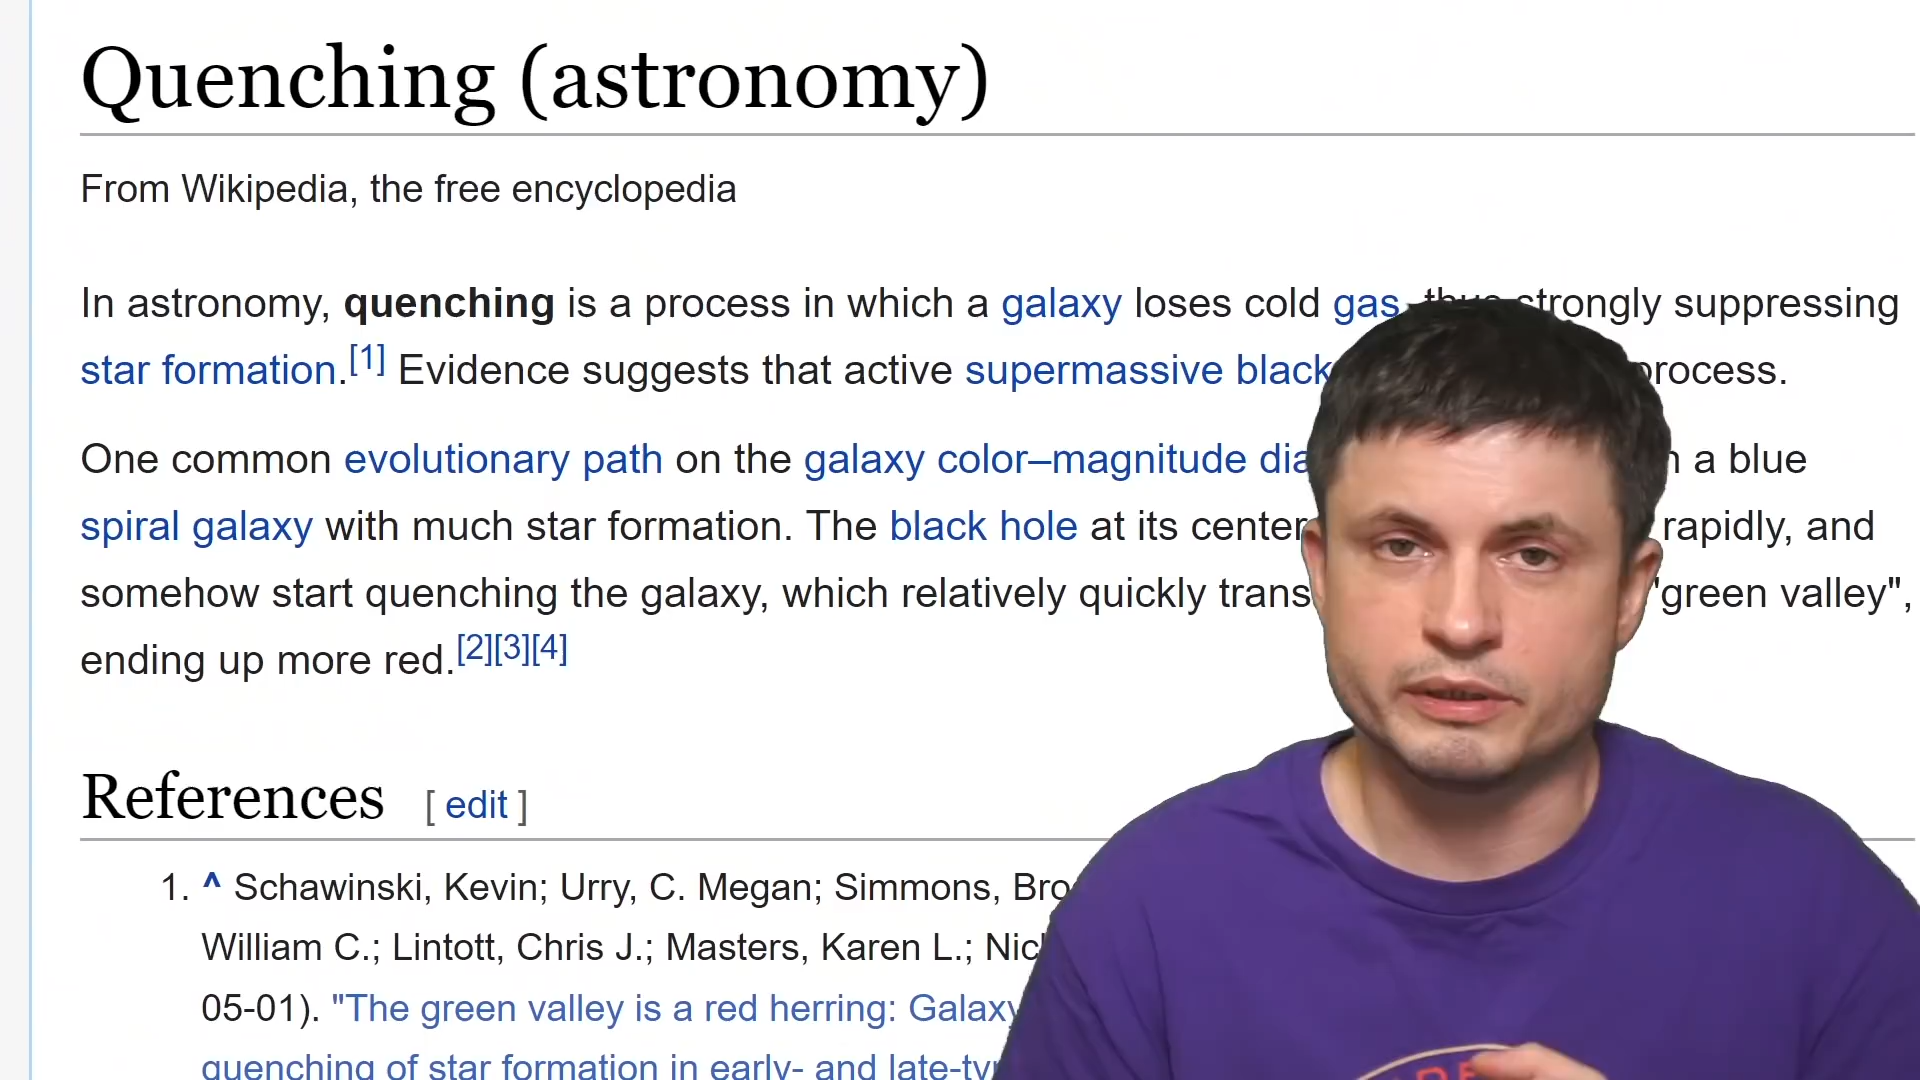 Quenching (astronomy)
From Wikipedia, the free encyclopedia
In astronomy, quenching is a process in which a galaxy loses cold gas, thus strongly suppressing
star formation.[1] Evidence suggests that active supermassive black process.
One common evolutionary path on the galaxy color–magnitude a blue
spiral galaxy with much star formation. The black hole at its center rapidly, and
somehow start quenching the galaxy, which relatively quickly "green valley",
ending up more red.[2][3][4]
References [ edit ]
1. ^ Schawinski, Kevin; Urry, C. Megan; Simmons,
William C.; Lintott, Chris J.; Masters, Karen L.;
05-01). "The green valley is a red herring: Galaxy
quenching of star formation in early- and